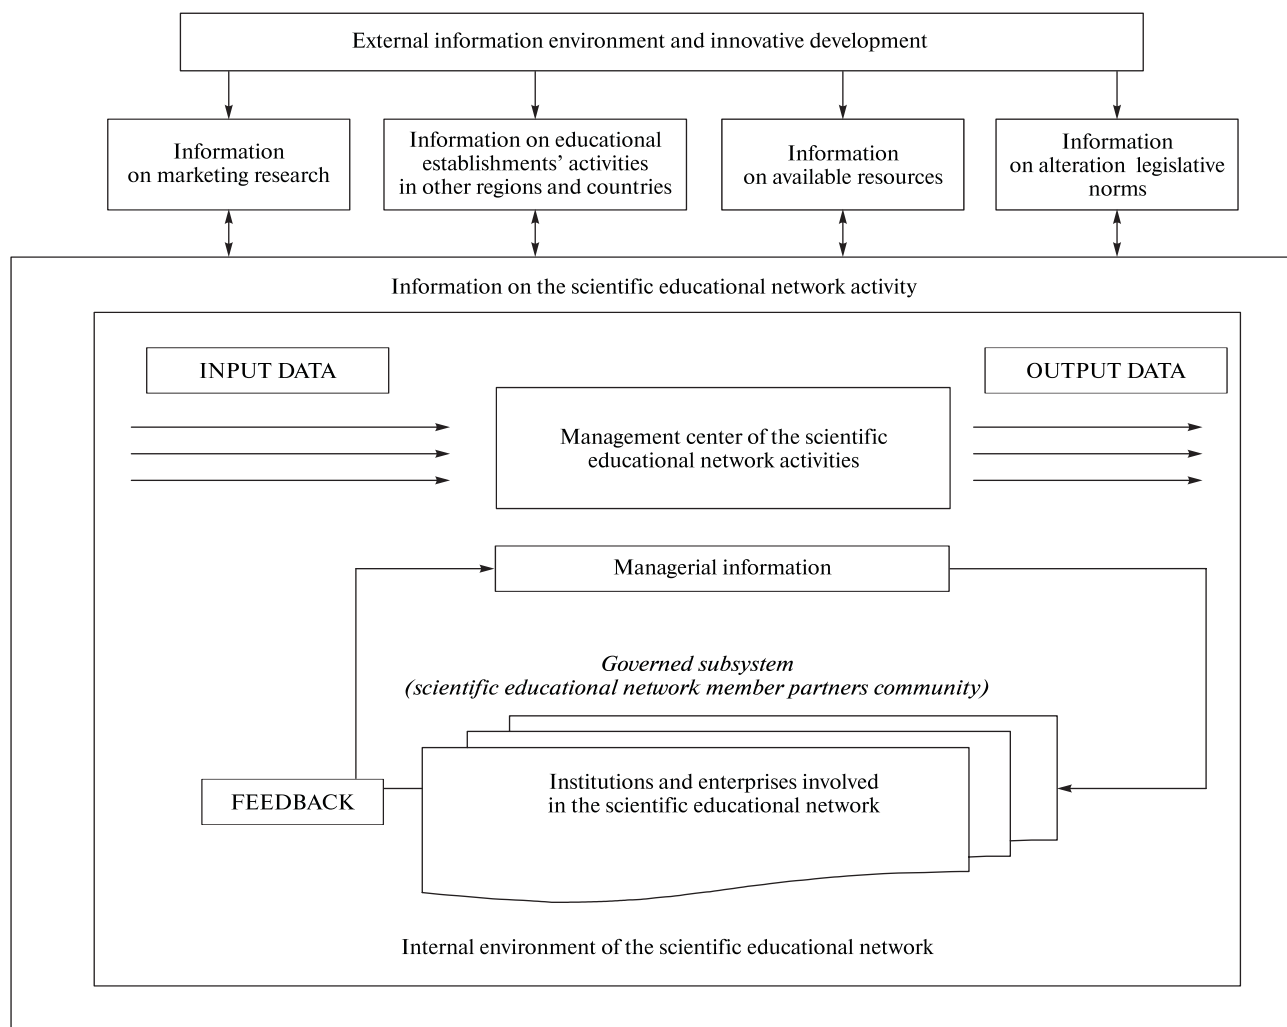 External information environment and innovative development
Information
on marketing research
Information on educational
establishments’ activities
in other regions and countries
Information
on available resources
Information
on alteration legislative
norms
Information on the scientific educational network activity
INPUT DATA
OUTPUT DATA
Management center of the scientific
educational network activities
Managerial information
Governed subsystem
(scientific educational network member partners community)
Institutions and enterprises involved
in the scientific educational network
FEEDBACK
Internal environment of the scientific educational network